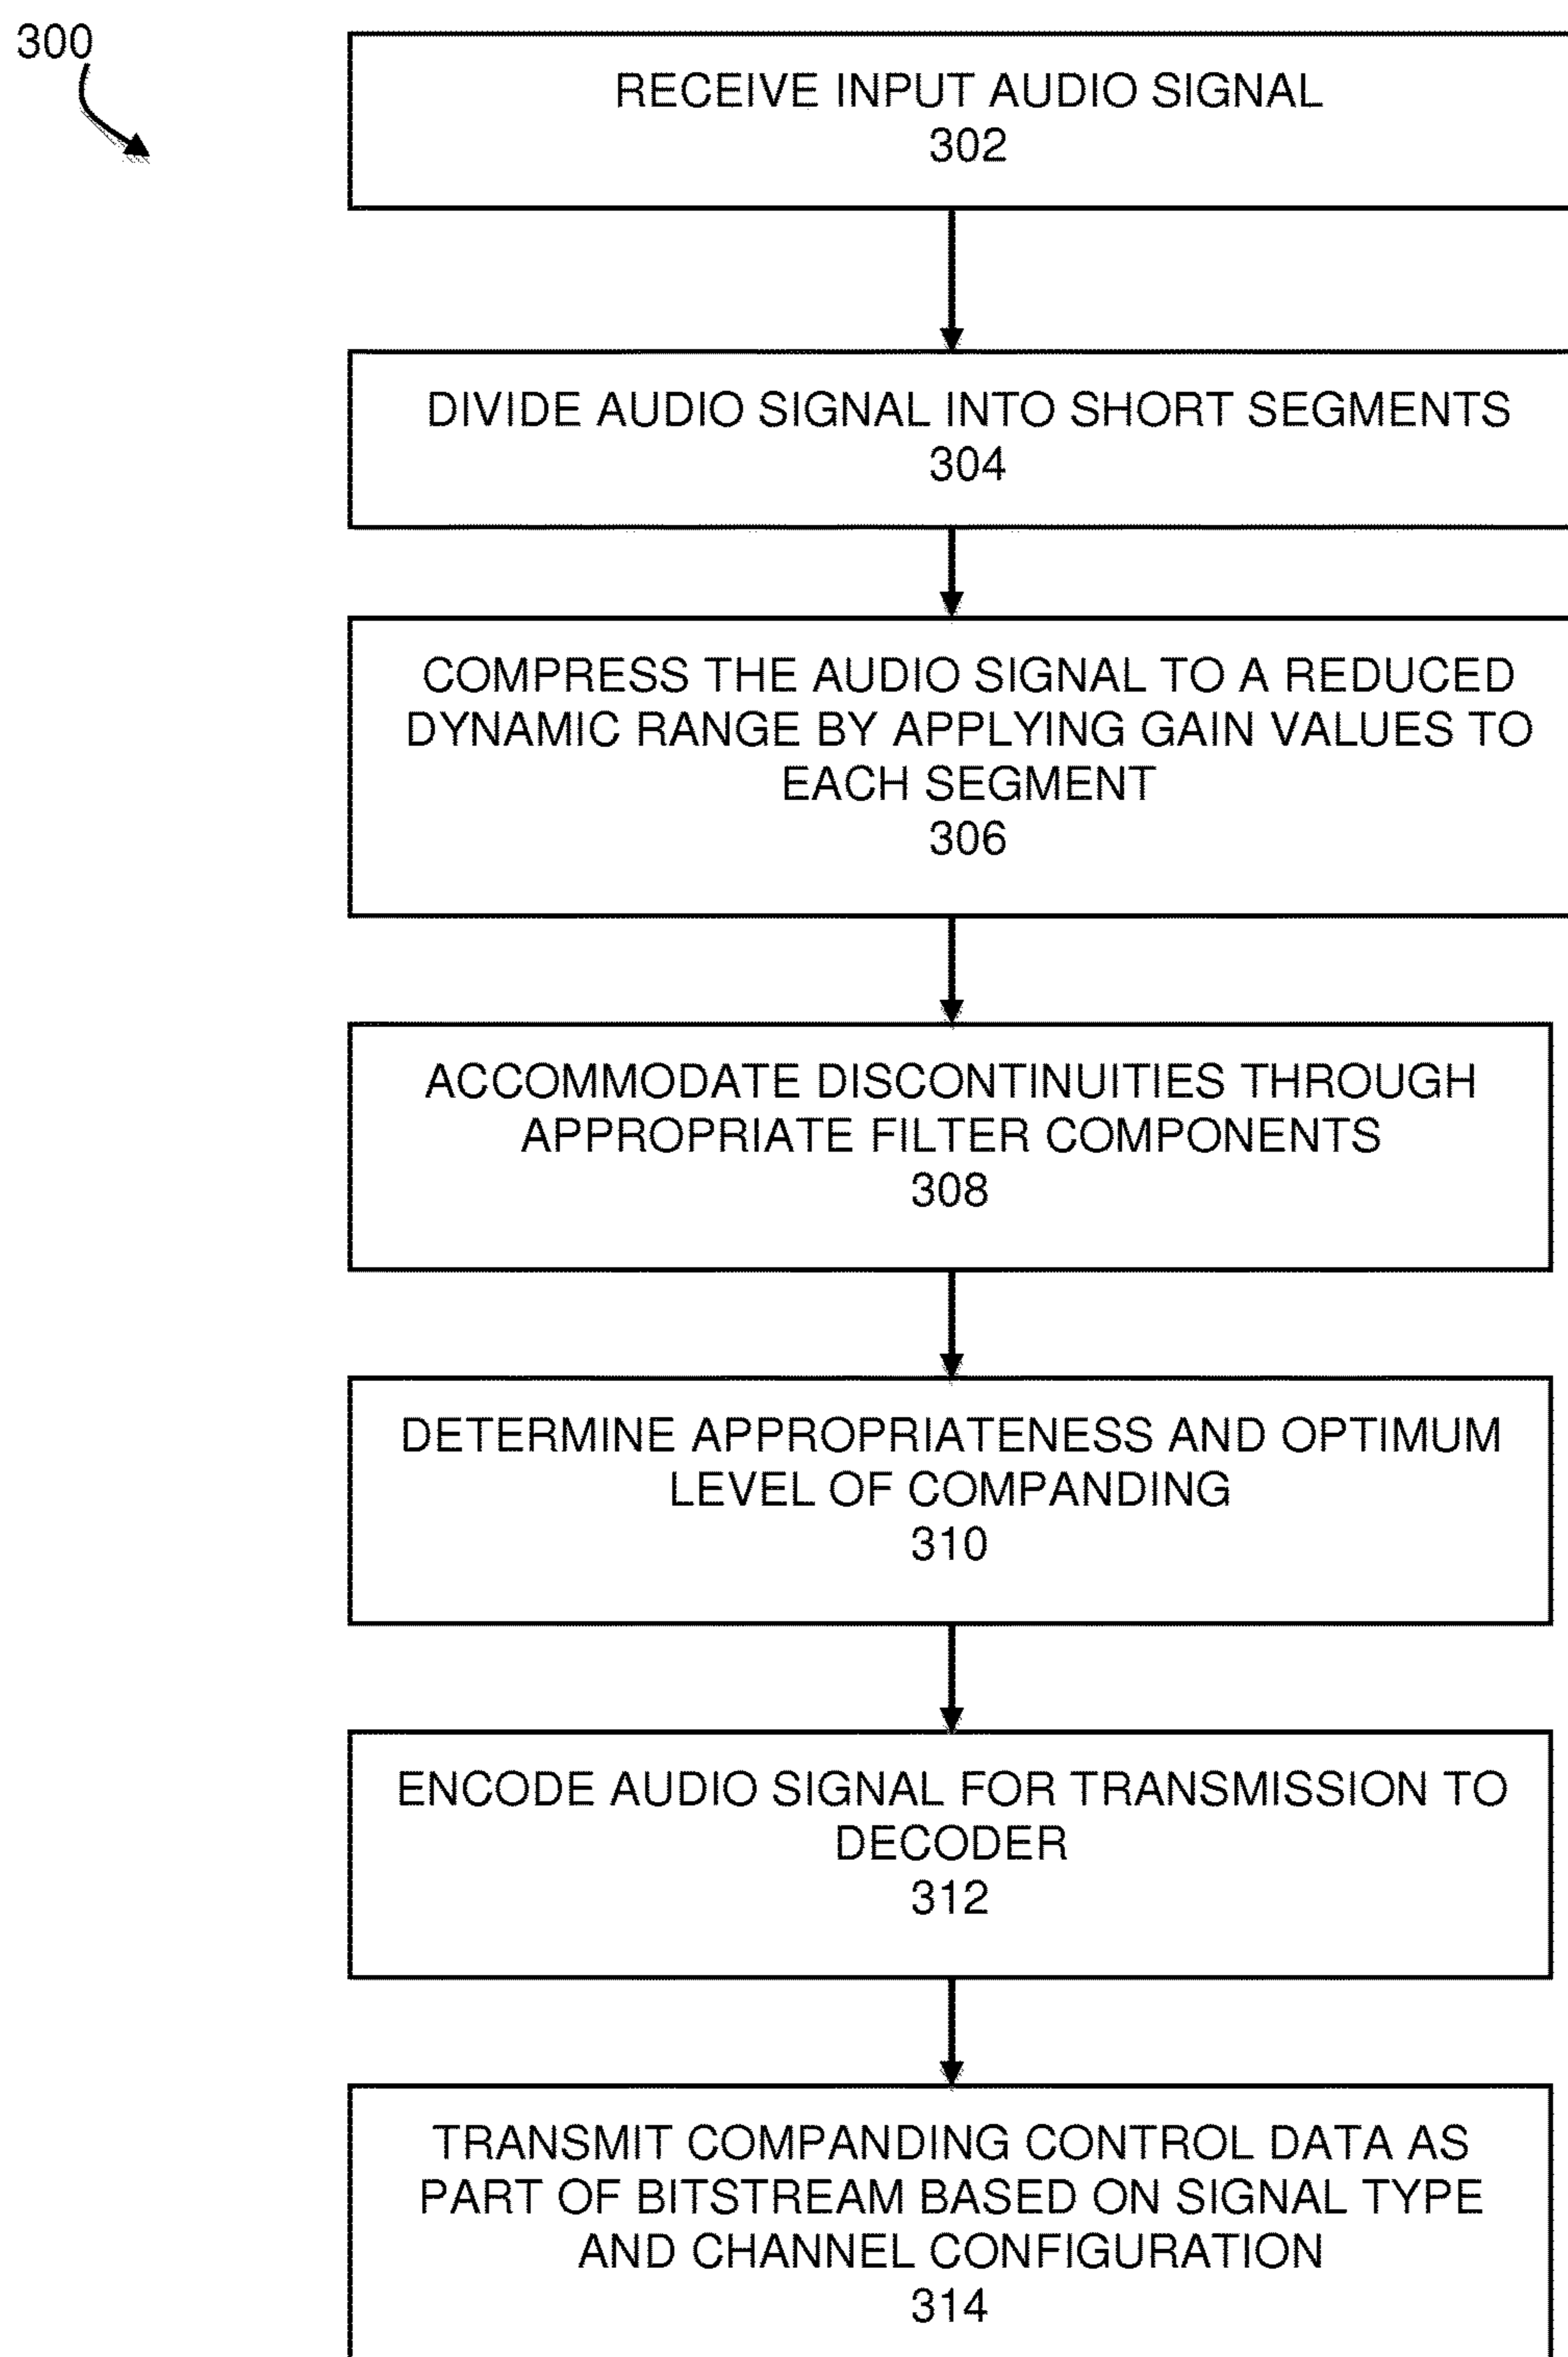 300
RECEIVE INPUT AUDIO SIGNAL
302
DIVIDE AUDIO SIGNAL INTO SHORT SEGMENTS
304
COMPRESS THE AUDIO SIGNAL TO A REDUCED
DYNAMIC RANGE BY APPLYING GAIN VALUES TO
EACH SEGMENT
306
ACCOMMODATE DISCONTINUITIES THROUGH
APPROPRIATE FILTER COMPONENTS
308
DETERMINE APPROPRIATENESS AND OPTIMUM
LEVEL OF COMPANDING
310
ENCODE AUDIO SIGNAL FOR TRANSMISSION TO
DECODER
312
TRANSMIT COMPANDING CONTROL DATA AS
PART OF BITSTREAM BASED ON SIGNAL TYPE
AND CHANNEL CONFIGURATION
314